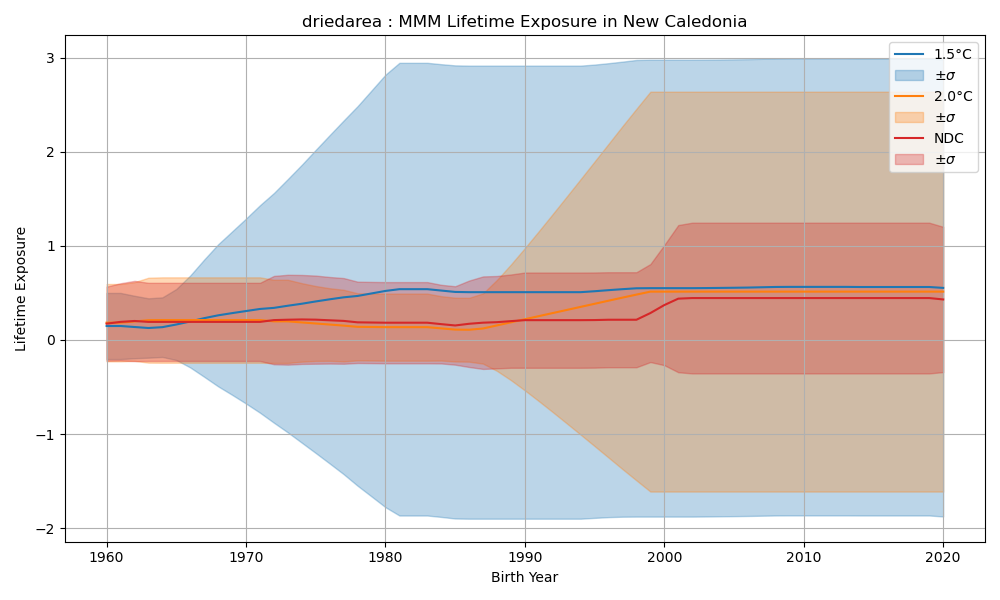 driedarea : MMM Lifetime Exposure in New Caledonia
3
2
1
0
−1
−2
Lifetime Exposure
1960
1970
1980
1990
2000
2010
2020
Birth Year
1.5°C
±σ
2.0°C
±σ
NDC
±σ